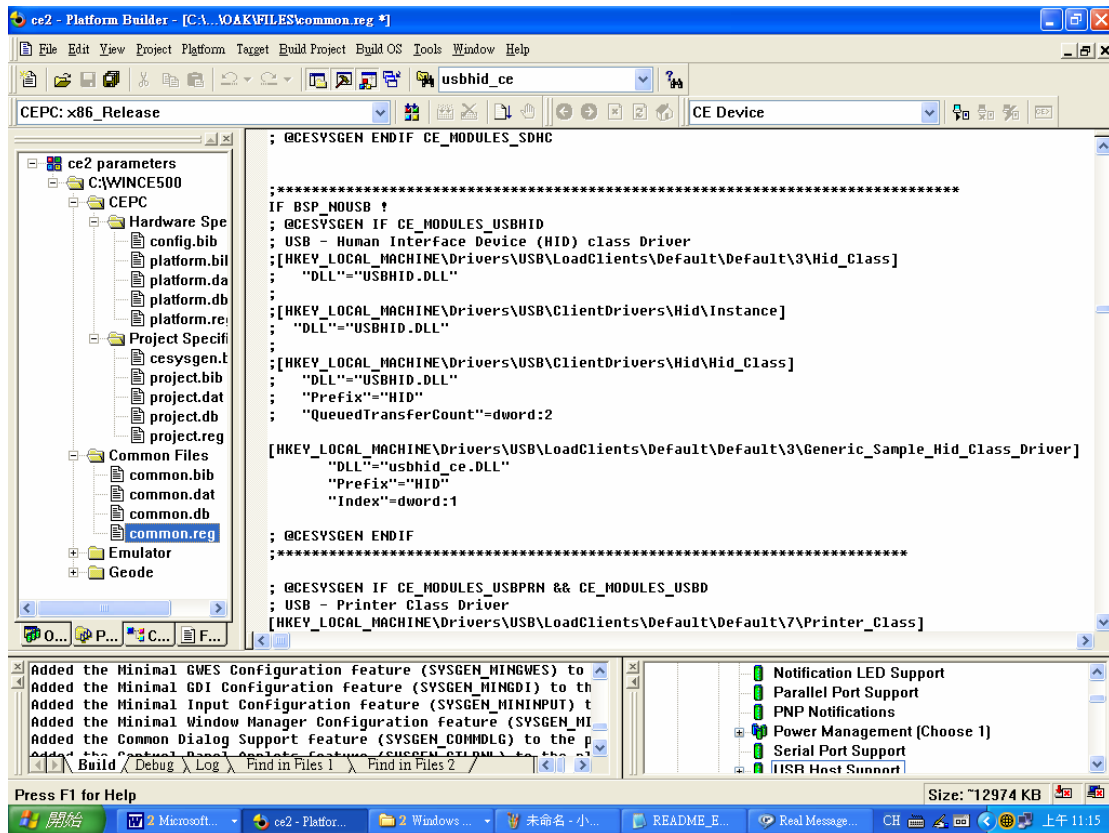 ce2 - Platform Builder - [C:\...\OAK\FILES\common.reg *]
File Edit View Project Platform Target Build Project Build OS Tools Window Help
usbhid_ce
CEPC: x86_Release
CE Device
ce2 parameters
C:\WINCE500
CEPC
Hardware Spe
config.bib
platform.bil
platform.da
platform.db
platform.re
Project Specifi
cesysgen.b
project.bib
project.dat
project.db
project.reg
Common Files
common.bib
common.dat
common.db
common.reg
Emulator
Geode
O... P... C... F...
; @CESYSGEN ENDIF CE_MODULES_SDHC
;*******************************************************************************
IF BSP_NOUSB !
; @CESYSGEN IF CE_MODULES_USBHID
; USB - Human Interface Device (HID) class Driver
;[HKEY_LOCAL_MACHINE\Drivers\USB\LoadClients\Default\Default\3\Hid_Class]
;   "DLL"="USBHID.DLL"
;
;[HKEY_LOCAL_MACHINE\Drivers\USB\ClientDrivers\Hid\Instance]
;  "DLL"="USBHID.DLL"
;
;[HKEY_LOCAL_MACHINE\Drivers\USB\ClientDrivers\Hid\Hid_Class]
;   "DLL"="USBHID.DLL"
;   "Prefix"="HID"
;   "QueuedTransferCount"=dword:2
[HKEY_LOCAL_MACHINE\Drivers\USB\LoadClients\Default\Default\3\Generic_Sample_Hid_Class_Driver]
"DLL"="usbhid_ce.DLL"
"Prefix"="HID"
"Index"=dword:1
; @CESYSGEN ENDIF
;*************************************************************************
; @CESYSGEN IF CE_MODULES_USBPRN && CE_MODULES_USBD
; USB - Printer Class Driver
[HKEY_LOCAL_MACHINE\Drivers\USB\LoadClients\Default\Default\7\Printer_Class]
Added the Minimal GWES Configuration feature (SYSGEN_MINGWES) to
Added the Minimal GDI Configuration feature (SYSGEN_MINGDI) to th
Added the Minimal Input Configuration feature (SYSGEN_MININPUT) t
Added the Minimal Window Manager Configuration feature (SYSGEN_MI
Added the Common Dialog Support feature (SYSGEN_COMMDLG) to the p
Added the Control Panel Applets feature (SYSGEN_CTLPNL) to the pl
Build Debug Log Find in Files 1 Find in Files 2
Notification LED Support
Parallel Port Support
PNP Notifications
Power Management (Choose 1)
Serial Port Support
USB Host Support
Press F1 for Help
Size: ~12974 KB
開始 2 Microsoft... ce2 - Platfor... 2 Windows ... 未命名 - 小... README_E... Real Message... CH 上午 11:15